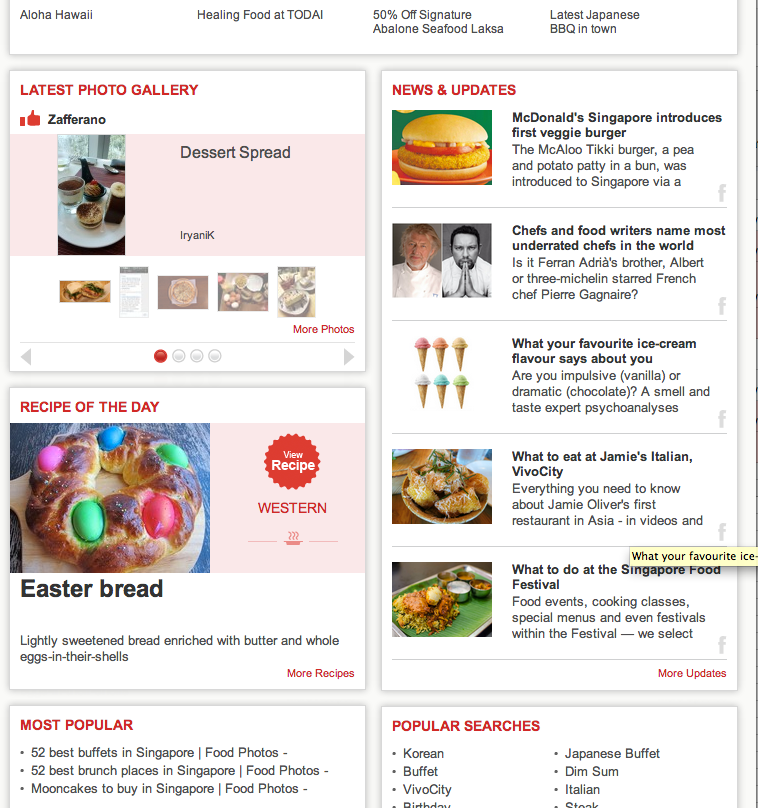 Aloha Hawaii
Healing Food at TODAI
50% Off Signature
Abalone Seafood Laksa
Latest Japanese
BBQ in town
LATEST PHOTO GALLERY
Zafferano
Dessert Spread
IryaniK
More Photos
RECIPE OF THE DAY
View
Recipe
WESTERN
Easter bread
Lightly sweetened bread enriched with butter and whole
eggs-in-their-shells
More Recipes
MOST POPULAR
• 52 best buffets in Singapore | Food Photos -
• 52 best brunch places in Singapore | Food Photos -
• Mooncakes to buy in Singapore | Food Photos -
NEWS & UPDATES
McDonald's Singapore introduces
first veggie burger
The McAloo Tikki burger, a pea
and potato patty in a bun, was
introduced to Singapore via a
f
Chefs and food writers name most
underrated chefs in the world
Is it Ferran Adrià's brother, Albert
or three-michelin starred French
chef Pierre Gagnaire?
f
What your favourite ice-cream
flavour says about you
Are you impulsive (vanilla) or
dramatic (chocolate)? A smell and
taste expert psychoanalyses
f
What to eat at Jamie's Italian,
VivoCity
Everything you need to know
about Jamie Oliver's first
restaurant in Asia - in videos and
f
What your favourite ice-
What to do at the Singapore Food
Festival
Food events, cooking classes,
special menus and even festivals
within the Festival — we select
f
More Updates
POPULAR SEARCHES
• Korean
• Buffet
• VivoCity
• Birthday
• Japanese Buffet
• Dim Sum
• Italian
• Steak